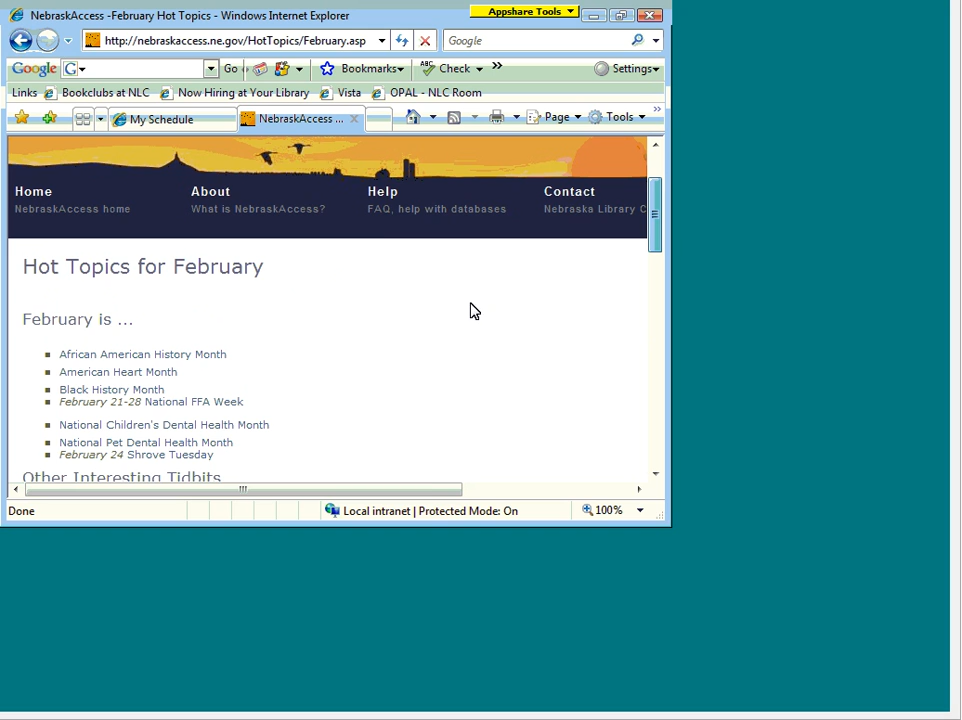 NebraskAccess -February Hot Topics - Windows Internet Explorer
Appshare Tools
http://nebraskaccess.ne.gov/HotTopics/February.asp
Google
Google G Go Bookmarks ABC Check » Settings
Links Bookclubs at NLC Now Hiring at Your Library Vista OPAL - NLC Room
My Schedule NebraskAccess ... Page Tools »
Home About Help Contact
NebraskAccess home What is NebraskAccess? FAQ, help with databases Nebraska Library C
Hot Topics for February
February is ...
African American History Month
American Heart Month
Black History Month
February 21-28 National FFA Week
National Children's Dental Health Month
National Pet Dental Health Month
February 24 Shrove Tuesday
Other Interesting Tidbits
Done Local intranet | Protected Mode: On 100%